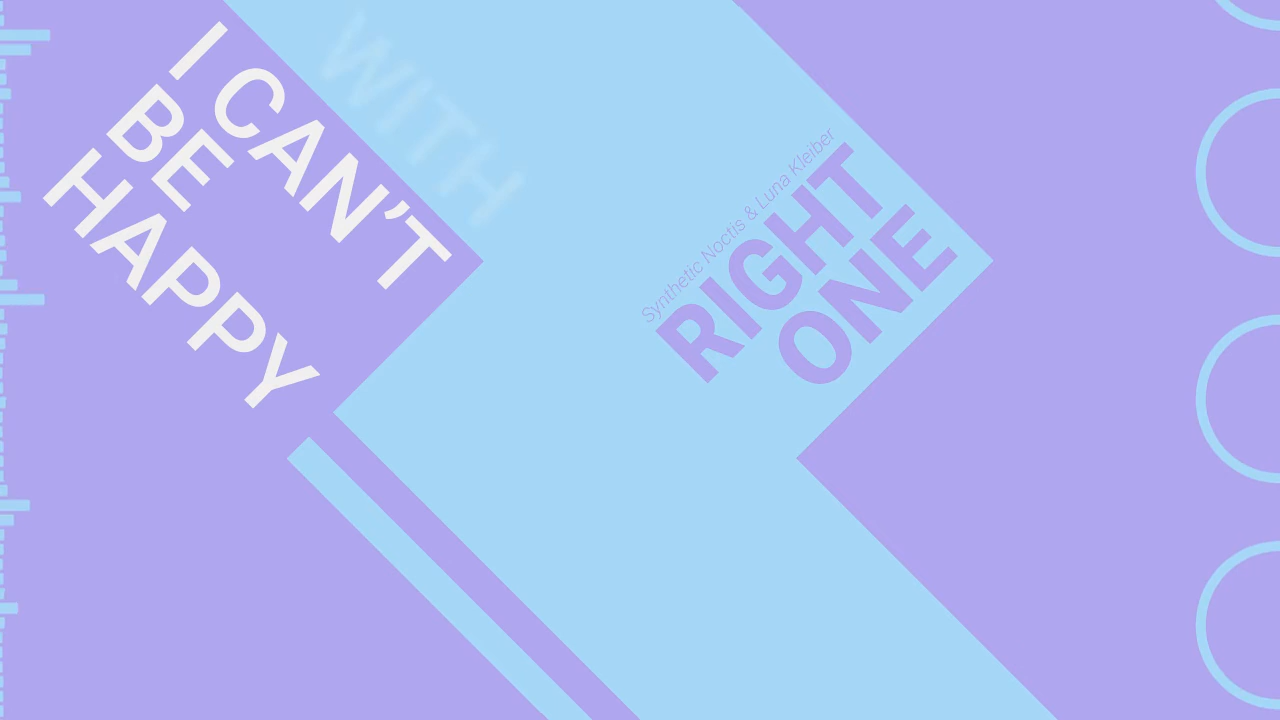 I CAN'T
BE
HAPPY
WITH
Synthetic Noctis & Luna Kleiber
RIGHT
ONE